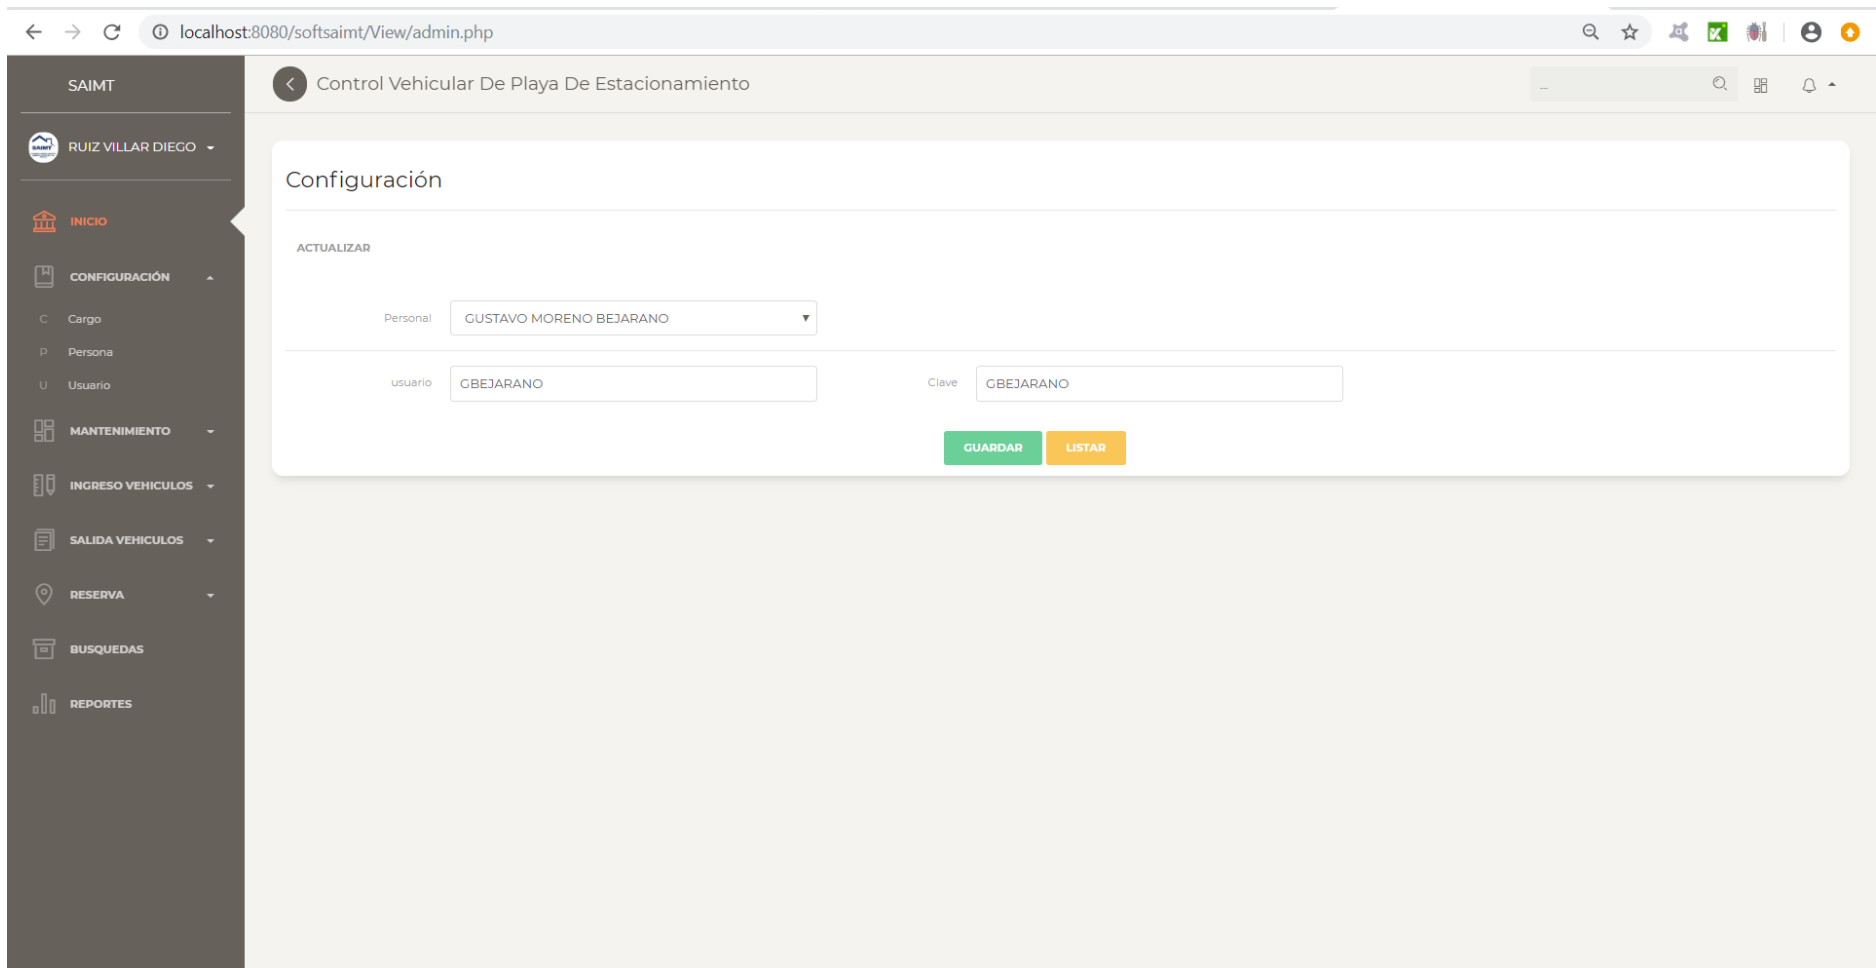 localhost:8080/softsaimt/View/admin.php
SAIMT
Control Vehicular De Playa De Estacionamiento
...
SAIMT
RUIZ VILLAR DIEGO
Configuración
INICIO
ACTUALIZAR
CONFIGURACIÓN
C Cargo
P Persona
U Usuario
Personal GUSTAVO MORENO BEJARANO
usuario GBEJARANO Clave GBEJARANO
GUARDAR LISTAR
MANTENIMIENTO
INGRESO VEHICULOS
SALIDA VEHICULOS
RESERVA
BUSQUEDAS
REPORTES